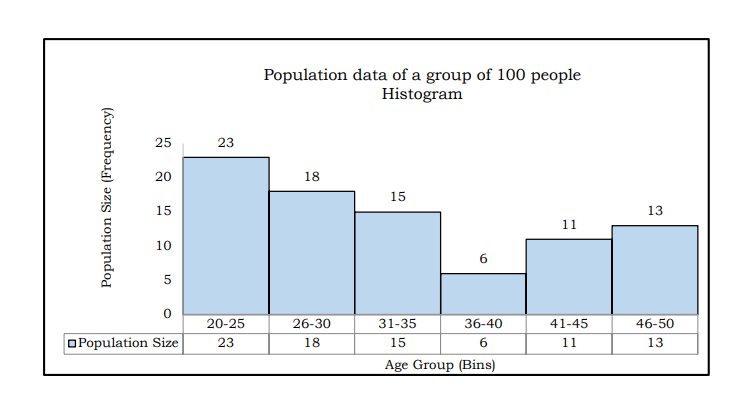 Population data of a group of 100 people
Histogram
Population Size (Frequency)
25
20
15
10
5
0
23
18
15
6
11
13
20-25 26-30 31-35 36-40 41-45 46-50
Population Size 23 18 15 6 11 13
Age Group (Bins)